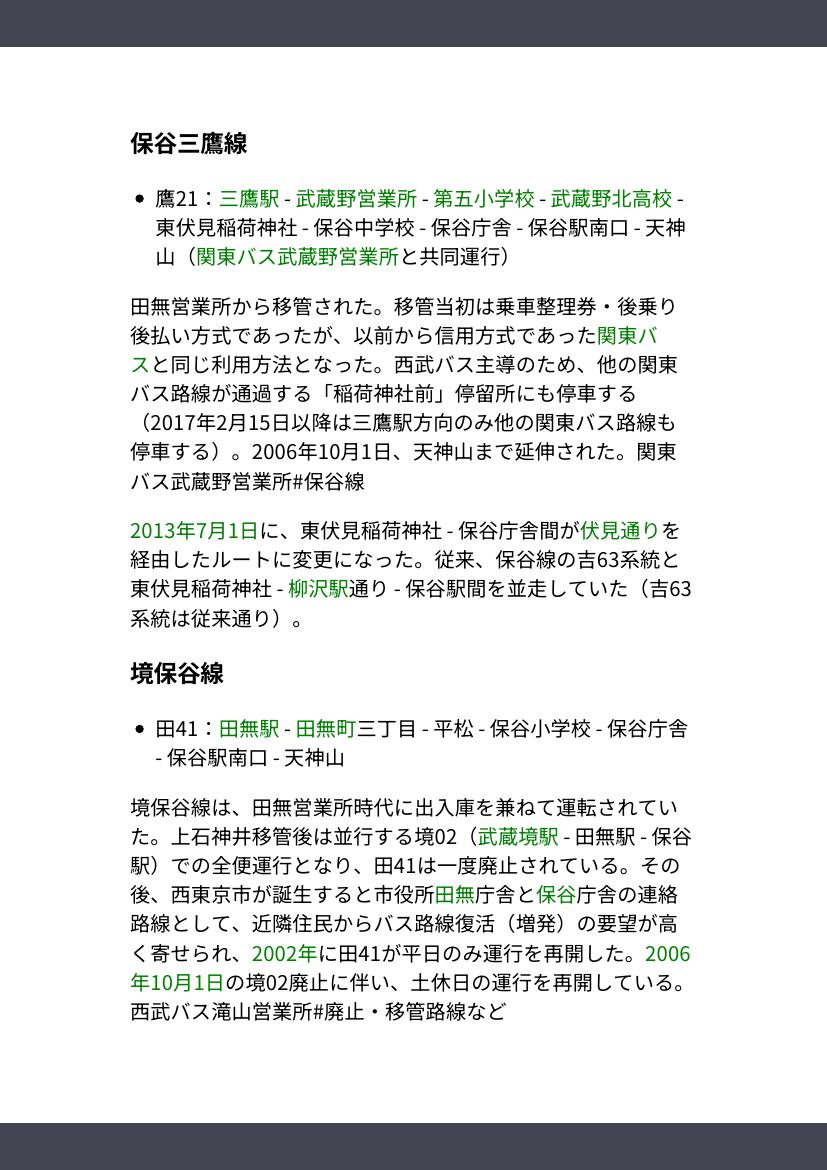 保谷三鷹線
• 鷹21：三鷹駅 - 武蔵野営業所 - 第五小学校 - 武蔵野北高校 -
東伏見稲荷神社 - 保谷中学校 - 保谷庁舎 - 保谷駅南口 - 天神
山（関東バス武蔵野営業所と共同運行）
田無営業所から移管された。移管当初は乗車整理券・後乗り
後払い方式であったが、以前から信用方式であった関東バ
スと同じ利用方法となった。西武バス主導のため、他の関東
バス路線が通過する「稲荷神社前」停留所にも停車する
（2017年2月15日以降は三鷹駅方向のみ他の関東バス路線も
停車する）。2006年10月1日、天神山まで延伸された。関東
バス武蔵野営業所#保谷線
2013年7月1日に、東伏見稲荷神社 - 保谷庁舎間が伏見通りを
経由したルートに変更になった。従来、保谷線の吉63系統と
東伏見稲荷神社 - 柳沢駅通り - 保谷駅間を並走していた（吉63
系統は従来通り）。
境保谷線
• 田41：田無駅 - 田無町三丁目 - 平松 - 保谷小学校 - 保谷庁舎
- 保谷駅南口 - 天神山
境保谷線は、田無営業所時代に出入庫を兼ねて運転されてい
た。上石神井移管後は並行する境02（武蔵境駅 - 田無駅 - 保谷
駅）での全便運行となり、田41は一度廃止されている。その
後、西東京市が誕生すると市役所田無庁舎と保谷庁舎の連絡
路線として、近隣住民からバス路線復活（増発）の要望が高
く寄せられ、2002年に田41が平日のみ運行を再開した。2006
年10月1日の境02廃止に伴い、土休日の運行を再開している。
西武バス滝山営業所#廃止・移管路線など